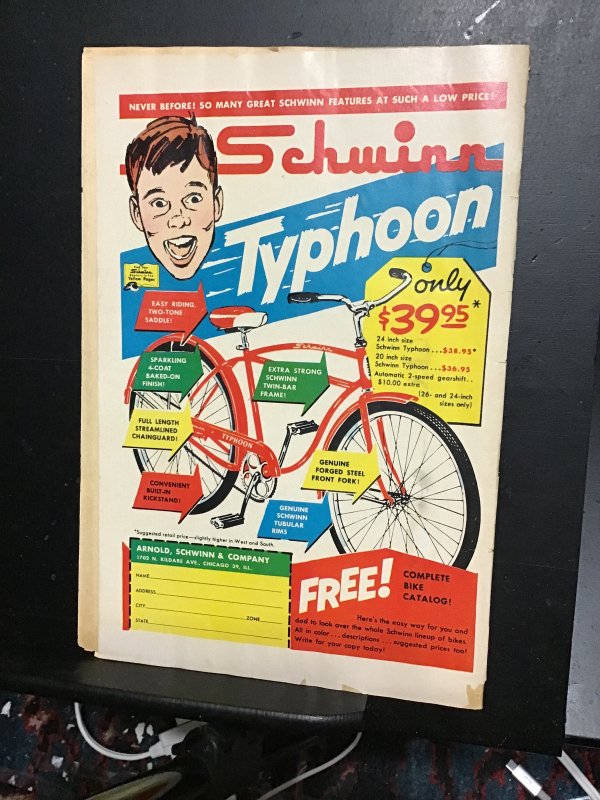 NEVER BEFORE! SO MANY GREAT SCHWINN FEATURES AT SUCH A LOW PRICE!
Schwinn
Typhoon
Schwinn
Yellow Pages
only
$39.95*
24 inch size
Schwinn Typhoon...$38.95*
20 inch size
Schwinn Typhoon...$36.95
Automatic 2-speed gearshift..
$10.00 extra
(26- and 24-inch
sizes only)
EASY RIDING,
TWO-TONE
SADDLE!
SPARKLING
4-COAT
BAKED-ON
FINISH!
Schwinn
EXTRA STRONG
SCHWINN
TWIN-BAR
FRAME!
FULL LENGTH
STREAMLINED
CHAINGUARD!
TYPHOON
GENUINE
FORGED STEEL
FRONT FORK!
CONVENIENT
BUILT-IN
KICKSTAND!
GENUINE
SCHWINN
TUBULAR
RIMS
*Suggested retail price—slightly higher in West and South.
ARNOLD, SCHWINN & COMPANY
1702 N. KILDARE AVE., CHICAGO 39, ILL.
NAME
ADDRESS
CITY
STATE ZONE
FREE!
COMPLETE
BIKE
CATALOG!
Here's the easy way for you and
dad to look over the whole Schwinn lineup of bikes.
All in color...descriptions...suggested prices too!
Write for your copy today!